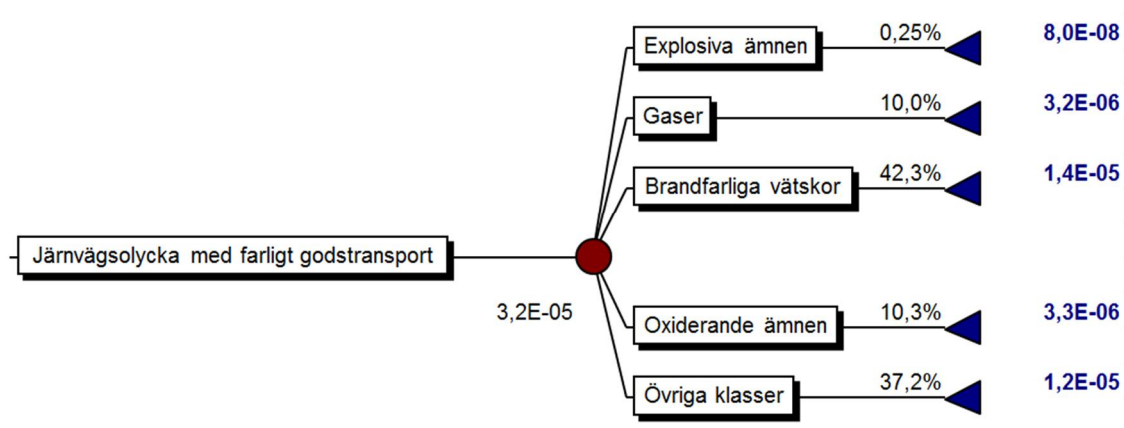 Explosiva ämnen 0,25% 8,0E-08
Gaser 10,0% 3,2E-06
Brandfarliga vätskor 42,3% 1,4E-05
Järnvägsolycka med farligt godstransport
3,2E-05
Oxiderande ämnen 10,3% 3,3E-06
Övriga klasser 37,2% 1,2E-05